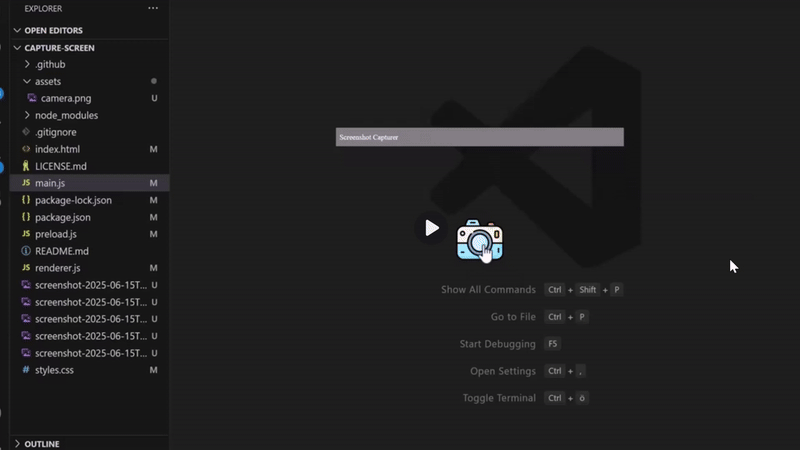 EXPLORER
OPEN EDITORS
CAPTURE-SCREEN
.github
assets
camera.png U
node_modules
.gitignore
index.html M
LICENSE.md
JS main.js M
{} package-lock.json M
{} package.json M
JS preload.js M
README.md
JS renderer.js M
screenshot-2025-06-15T... U
screenshot-2025-06-15T... U
screenshot-2025-06-15T... U
screenshot-2025-06-15T... U
screenshot-2025-06-15T... U
# styles.css M
OUTLINE
Screenshot Capturer
Show All Commands Ctrl + Shift + P
Go to File Ctrl + P
Start Debugging F5
Open Settings Ctrl + ,
Toggle Terminal Ctrl + ö